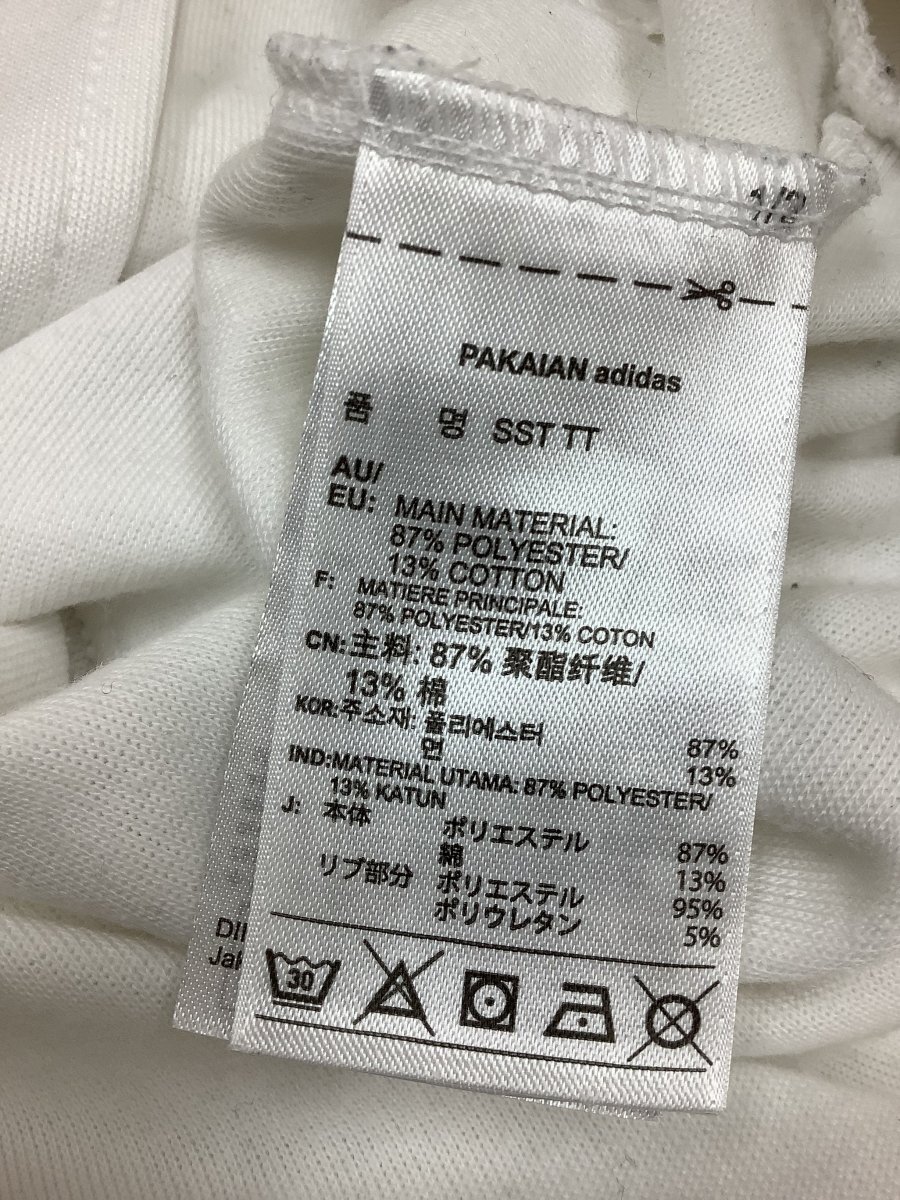 1/2
PAKAIAN adidas
품 명 SST TT
AU/
EU: MAIN MATERIAL:
87% POLYESTER/
13% COTTON
F: MATIERE PRINCIPALE:
87% POLYESTER/13% COTON
CN: 主料: 87% 聚酯纤维/
13% 棉
KOR: 주소재: 폴리에스터 87%
면 13%
IND: MATERIAL UTAMA: 87% POLYESTER/
13% KATUN
J: 本体 ポリエステル 87%
綿 13%
リブ部分 ポリエステル 95%
ポリウレタン 5%
30